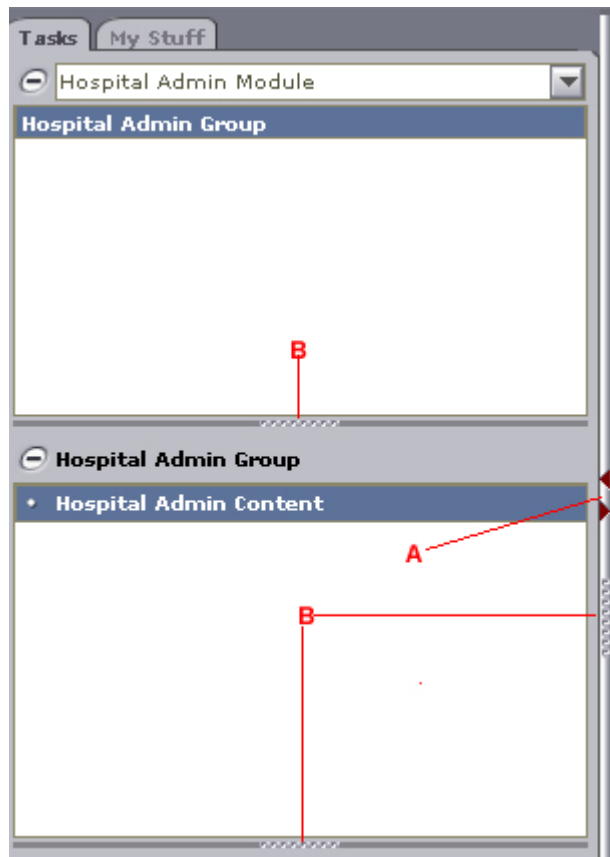 Tasks My Stuff
Hospital Admin Module
Hospital Admin Group
B
Hospital Admin Group
Hospital Admin Content
A
B